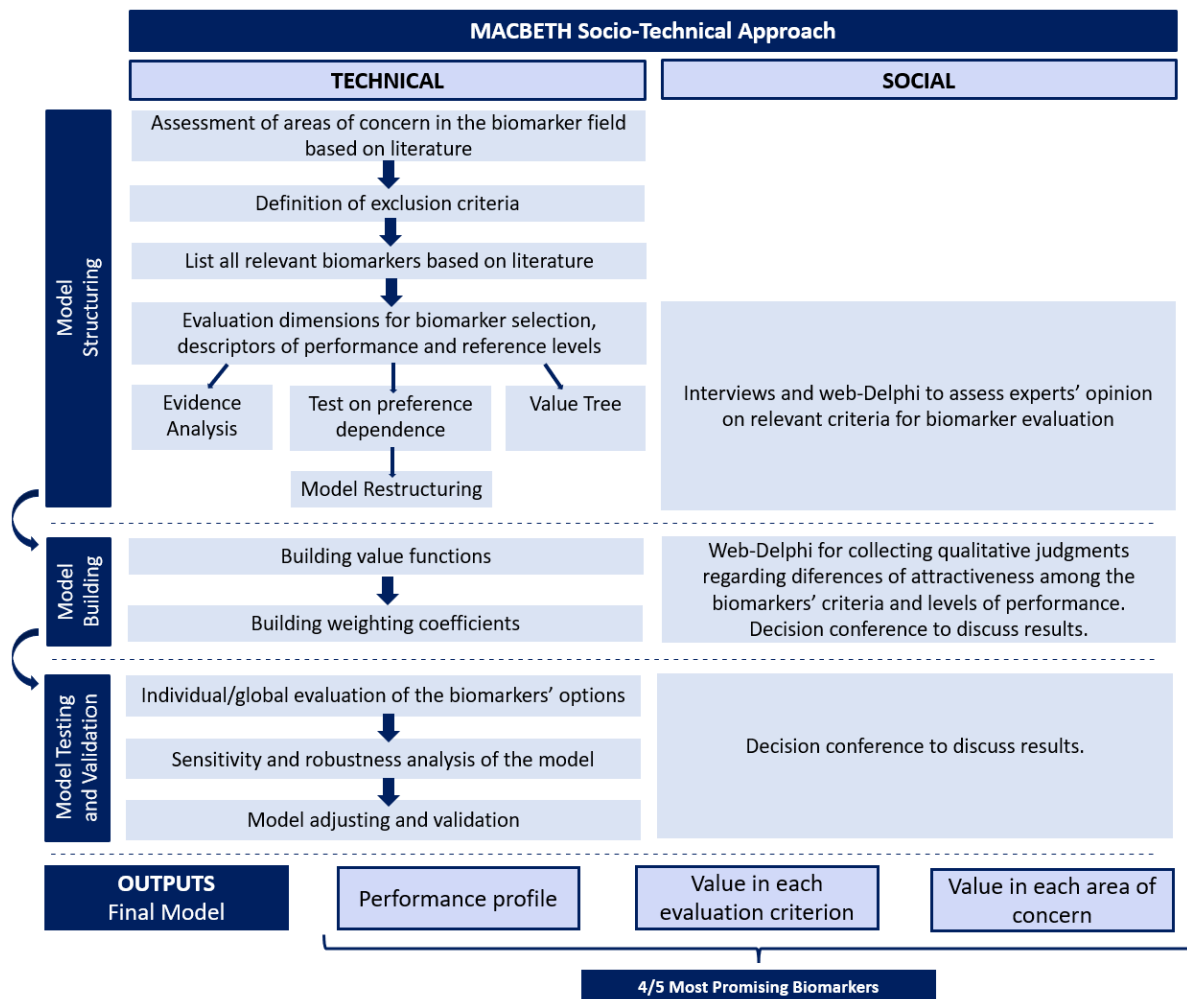 MACBETH Socio-Technical Approach
TECHNICAL
SOCIAL
Model
Structuring
Assessment of areas of concern in the biomarker field
based on literature
Definition of exclusion criteria
List all relevant biomarkers based on literature
Evaluation dimensions for biomarker selection,
descriptors of performance and reference levels
Evidence
Analysis
Test on preference
dependence
Value Tree
Model Restructuring
Interviews and web-Delphi to assess experts’ opinion
on relevant criteria for biomarker evaluation
Model
Building
Building value functions
Building weighting coefficients
Web-Delphi for collecting qualitative judgments
regarding diferences of attractiveness among the
biomarkers’ criteria and levels of performance.
Decision conference to discuss results.
Model Testing
and Validation
Individual/global evaluation of the biomarkers’ options
Sensitivity and robustness analysis of the model
Model adjusting and validation
Decision conference to discuss results.
OUTPUTS
Final Model
Performance profile
Value in each
evaluation criterion
Value in each area of
concern
4/5 Most Promising Biomarkers